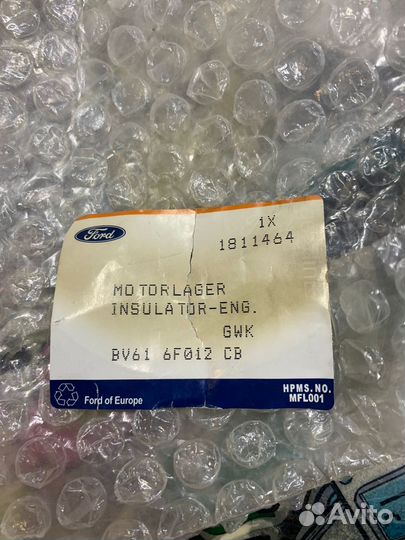 Ford
1X
1811464
MOTORLAGER
INSULATOR-ENG.
GWK
BV61 6F012 CB
Ford of Europe
HPMS.NO.
MFL001
Avito